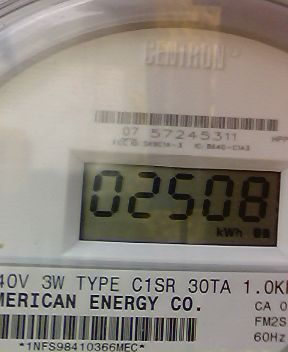 CENTRON
07 57245311
02508
kWh
40V 3W TYPE C1SR 30TA 1.0K
MERICAN ENERGY CO.
CA 0
FM2S
60Hz
*1NFS98410366MEC*